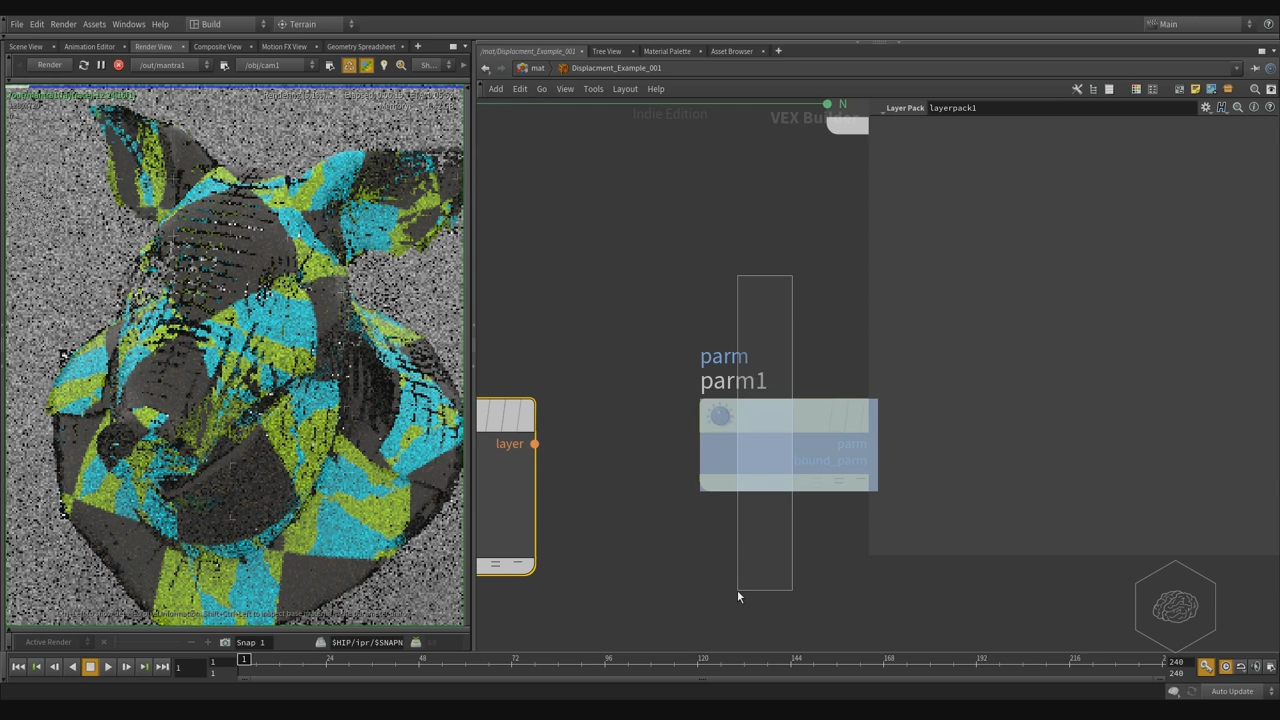 File Edit Render Assets Windows Help Build Terrain Main
Scene View Animation Editor Render View Composite View Motion FX View Geometry Spreadsheet
/mat/Displacment_Example_001 Tree View Material Palette Asset Browser
Render /out/mantra1 /obj/cam1 Sh...
mat Displacment_Example_001
Add Edit Go View Tools Layout Help
N
Indie Edition VEX Builder
Layer Pack layerpack1
parm
parm1
layer
parm
bound_parm
Active Render Snap 1 $HIP/ipr/$SNAPN
1 1 1 1 24 48 72 96 120 144 168 192 216 2 240 240
Auto Update